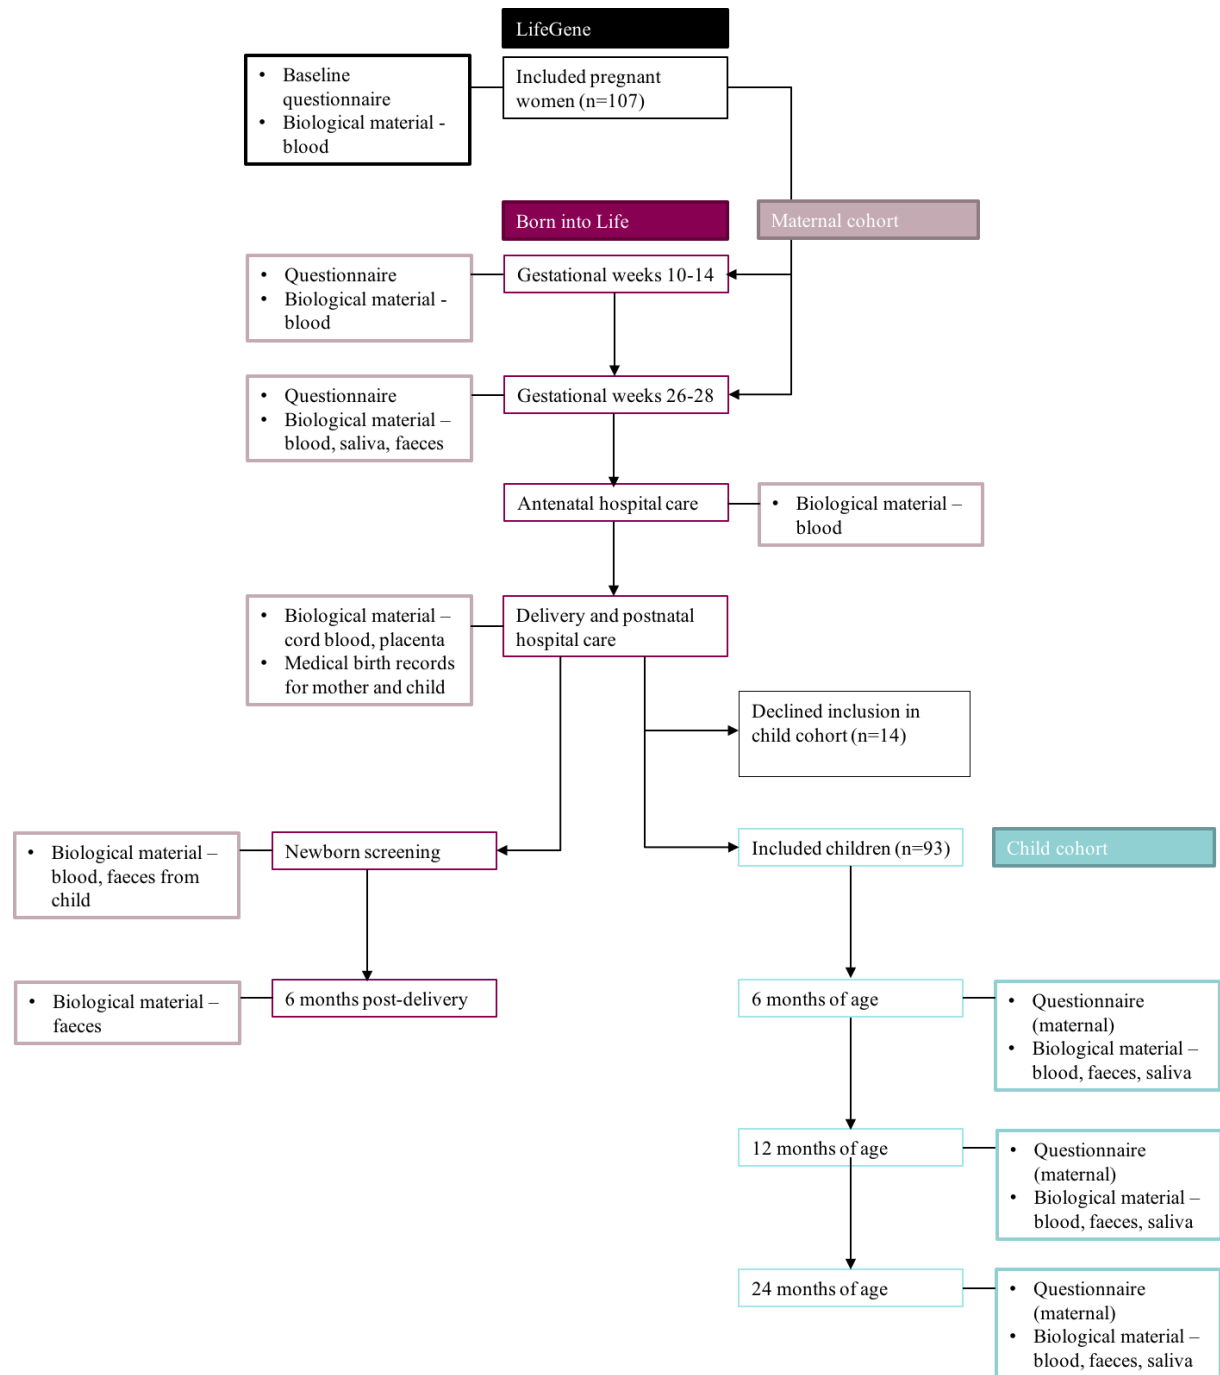 LifeGene
• Baseline
questionnaire
• Biological material -
blood
Included pregnant
women (n=107)
Born into Life
Maternal cohort
• Questionnaire
• Biological material -
blood
Gestational weeks 10-14
• Questionnaire
• Biological material –
blood, saliva, faeces
Gestational weeks 26-28
Antenatal hospital care
• Biological material –
blood
• Biological material –
cord blood, placenta
• Medical birth records
for mother and child
Delivery and postnatal
hospital care
Declined inclusion in
child cohort (n=14)
• Biological material –
blood, faeces from
child
Newborn screening
Included children (n=93)
Child cohort
• Biological material –
faeces
6 months post-delivery
6 months of age
• Questionnaire
(maternal)
• Biological material –
blood, faeces, saliva
12 months of age
• Questionnaire
(maternal)
• Biological material –
blood, faeces, saliva
24 months of age
• Questionnaire
(maternal)
• Biological material –
blood, faeces, saliva